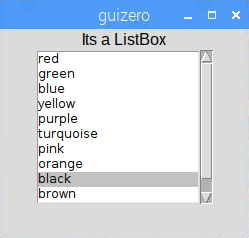 guizero
Its a ListBox
red
green
blue
yellow
purple
turquoise
pink
orange
black
brown